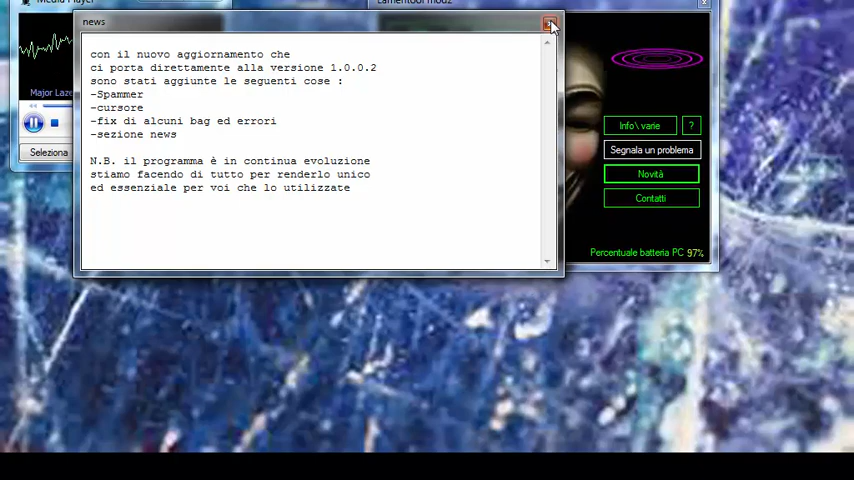 Media Player
Lamentool modz
news
con il nuovo aggiornamento che
ci porta direttamente alla versione 1.0.0.2
sono stati aggiunte le seguenti cose :
-Spammer
-cursore
-fix di alcuni bag ed errori
-sezione news
N.B. il programma è in continua evoluzione
stiamo facendo di tutto per renderlo unico
ed essenziale per voi che lo utilizzate
Major Laze
Seleziona
Info\ varie
?
Segnala un problema
Novità
Contatti
Percentuale batteria PC 97%